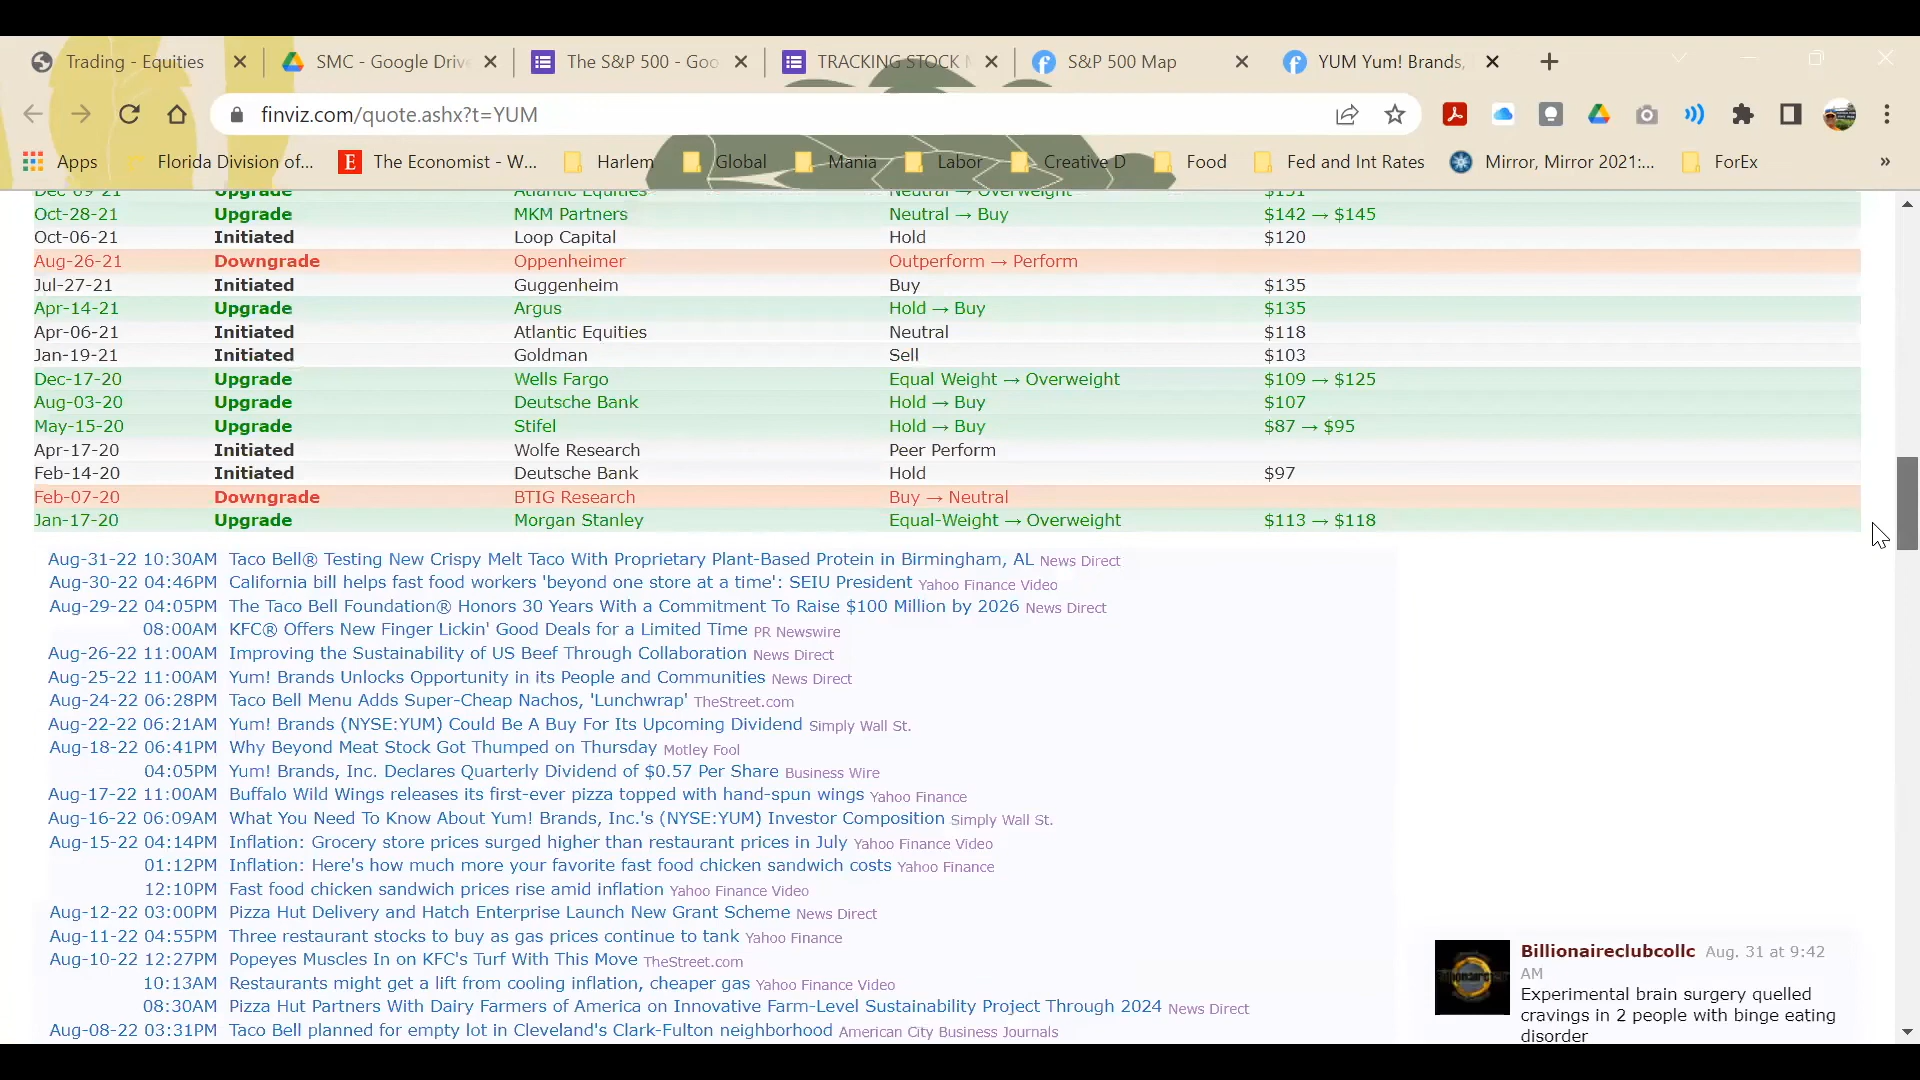 Trading - Equities
SMC - Google Driv
The S&P 500 - Goo
TRACKING STOCK
S&P 500 Map
YUM Yum! Brands,
finviz.com/quote.ashx?t=YUM
Apps
Florida Division of...
The Economist - W...
Harlem
Global
Mania
Labor
Creative D
Food
Fed and Int Rates
Mirror, Mirror 2021:...
ForEx
»
Dec-09-21 Upgrade Atlantic Equities Neutral → Overweight $151
Oct-28-21 Upgrade MKM Partners Neutral → Buy $142 → $145
Oct-06-21 Initiated Loop Capital Hold $120
Aug-26-21 Downgrade Oppenheimer Outperform → Perform
Jul-27-21 Initiated Guggenheim Buy $135
Apr-14-21 Upgrade Argus Hold → Buy $135
Apr-06-21 Initiated Atlantic Equities Neutral $118
Jan-19-21 Initiated Goldman Sell $103
Dec-17-20 Upgrade Wells Fargo Equal Weight → Overweight $109 → $125
Aug-03-20 Upgrade Deutsche Bank Hold → Buy $107
May-15-20 Upgrade Stifel Hold → Buy $87 → $95
Apr-17-20 Initiated Wolfe Research Peer Perform
Feb-14-20 Initiated Deutsche Bank Hold $97
Feb-07-20 Downgrade BTIG Research Buy → Neutral
Jan-17-20 Upgrade Morgan Stanley Equal-Weight → Overweight $113 → $118
Aug-31-22 10:30AM Taco Bell® Testing New Crispy Melt Taco With Proprietary Plant-Based Protein in Birmingham, AL News Direct
Aug-30-22 04:46PM California bill helps fast food workers 'beyond one store at a time': SEIU President Yahoo Finance Video
Aug-29-22 04:05PM The Taco Bell Foundation® Honors 30 Years With a Commitment To Raise $100 Million by 2026 News Direct
08:00AM KFC® Offers New Finger Lickin' Good Deals for a Limited Time PR Newswire
Aug-26-22 11:00AM Improving the Sustainability of US Beef Through Collaboration News Direct
Aug-25-22 11:00AM Yum! Brands Unlocks Opportunity in its People and Communities News Direct
Aug-24-22 06:28PM Taco Bell Menu Adds Super-Cheap Nachos, 'Lunchwrap' TheStreet.com
Aug-22-22 06:21AM Yum! Brands (NYSE:YUM) Could Be A Buy For Its Upcoming Dividend Simply Wall St.
Aug-18-22 06:41PM Why Beyond Meat Stock Got Thumped on Thursday Motley Fool
04:05PM Yum! Brands, Inc. Declares Quarterly Dividend of $0.57 Per Share Business Wire
Aug-17-22 11:00AM Buffalo Wild Wings releases its first-ever pizza topped with hand-spun wings Yahoo Finance
Aug-16-22 06:09AM What You Need To Know About Yum! Brands, Inc.'s (NYSE:YUM) Investor Composition Simply Wall St.
Aug-15-22 04:14PM Inflation: Grocery store prices surged higher than restaurant prices in July Yahoo Finance Video
01:12PM Inflation: Here's how much more your favorite fast food chicken sandwich costs Yahoo Finance
12:10PM Fast food chicken sandwich prices rise amid inflation Yahoo Finance Video
Aug-12-22 03:00PM Pizza Hut Delivery and Hatch Enterprise Launch New Grant Scheme News Direct
Aug-11-22 04:55PM Three restaurant stocks to buy as gas prices continue to tank Yahoo Finance
Aug-10-22 12:27PM Popeyes Muscles In on KFC's Turf With This Move TheStreet.com
10:13AM Restaurants might get a lift from cooling inflation, cheaper gas Yahoo Finance Video
08:30AM Pizza Hut Partners With Dairy Farmers of America on Innovative Farm-Level Sustainability Project Through 2024 News Direct
Aug-08-22 03:31PM Taco Bell planned for empty lot in Cleveland's Clark-Fulton neighborhood American City Business Journals
Billionaireclubcollc Aug. 31 at 9:42
AM
Experimental brain surgery quelled
cravings in 2 people with binge eating
disorder